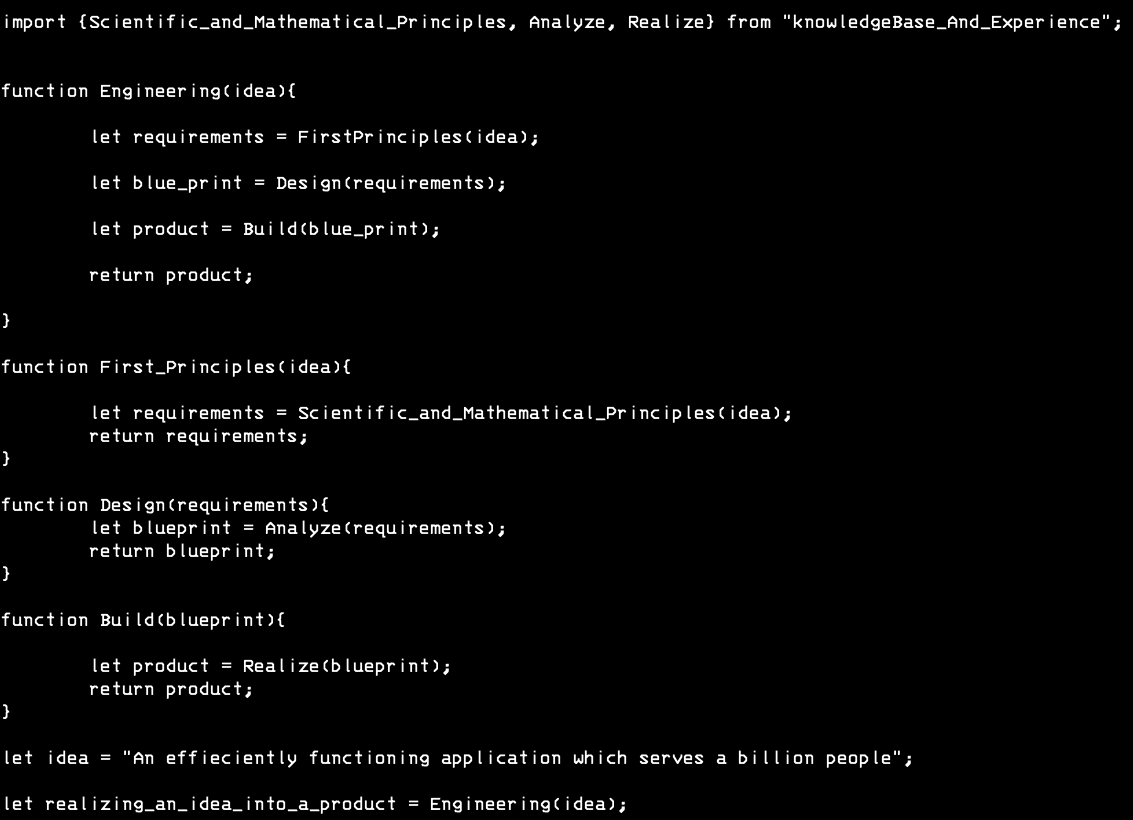 import {Scientific_and_Mathematical_Principles, Analyze, Realize} from "knowledgeBase_And_Experience";
function Engineering(idea){
let requirements = FirstPrinciples(idea);
let blue_print = Design(requirements);
let product = Build(blue_print);
return product;
}
function First_Principles(idea){
let requirements = Scientific_and_Mathematical_Principles(idea);
return requirements;
}
function Design(requirements){
let blueprint = Analyze(requirements);
return blueprint;
}
function Build(blueprint){
let product = Realize(blueprint);
return product;
}
let idea = "An effieciently functioning application which serves a billion people";
let realizing_an_idea_into_a_product = Engineering(idea);